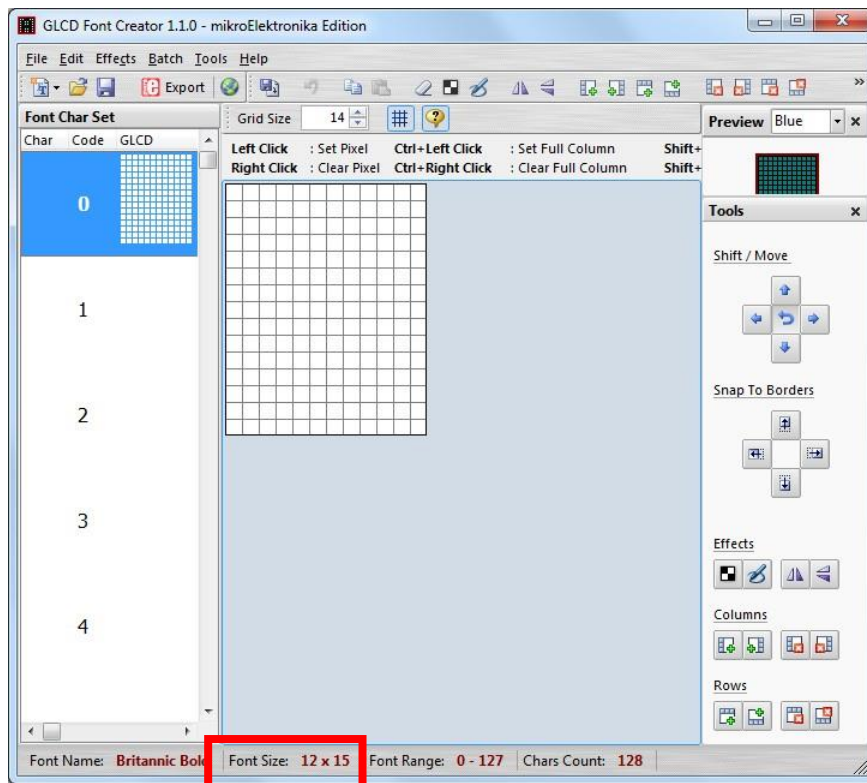 GLCD Font Creator 1.1.0 - mikroElektronika Edition
File Edit Effects Batch Tools Help
Export
Font Char Set
Grid Size 14
Preview Blue
Char Code GLCD
Left Click : Set Pixel Ctrl+Left Click : Set Full Column Shift+
Right Click : Clear Pixel Ctrl+Right Click : Clear Full Column Shift+
0
Tools
Shift / Move
1
2
Snap To Borders
3
Effects
4
Columns
Rows
Font Name: Britannic Bold Font Size: 12 x 15 Font Range: 0 - 127 Chars Count: 128